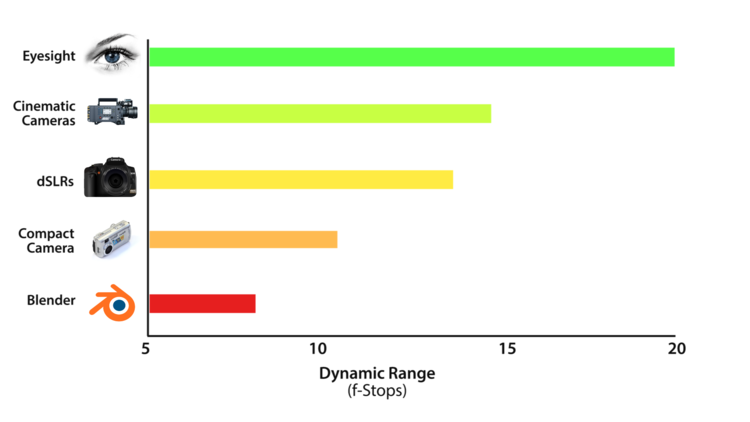 Eyesight
Cinematic
Cameras
dSLRs
Compact
Camera
Blender
5 10 15 20
Dynamic Range
(f-Stops)